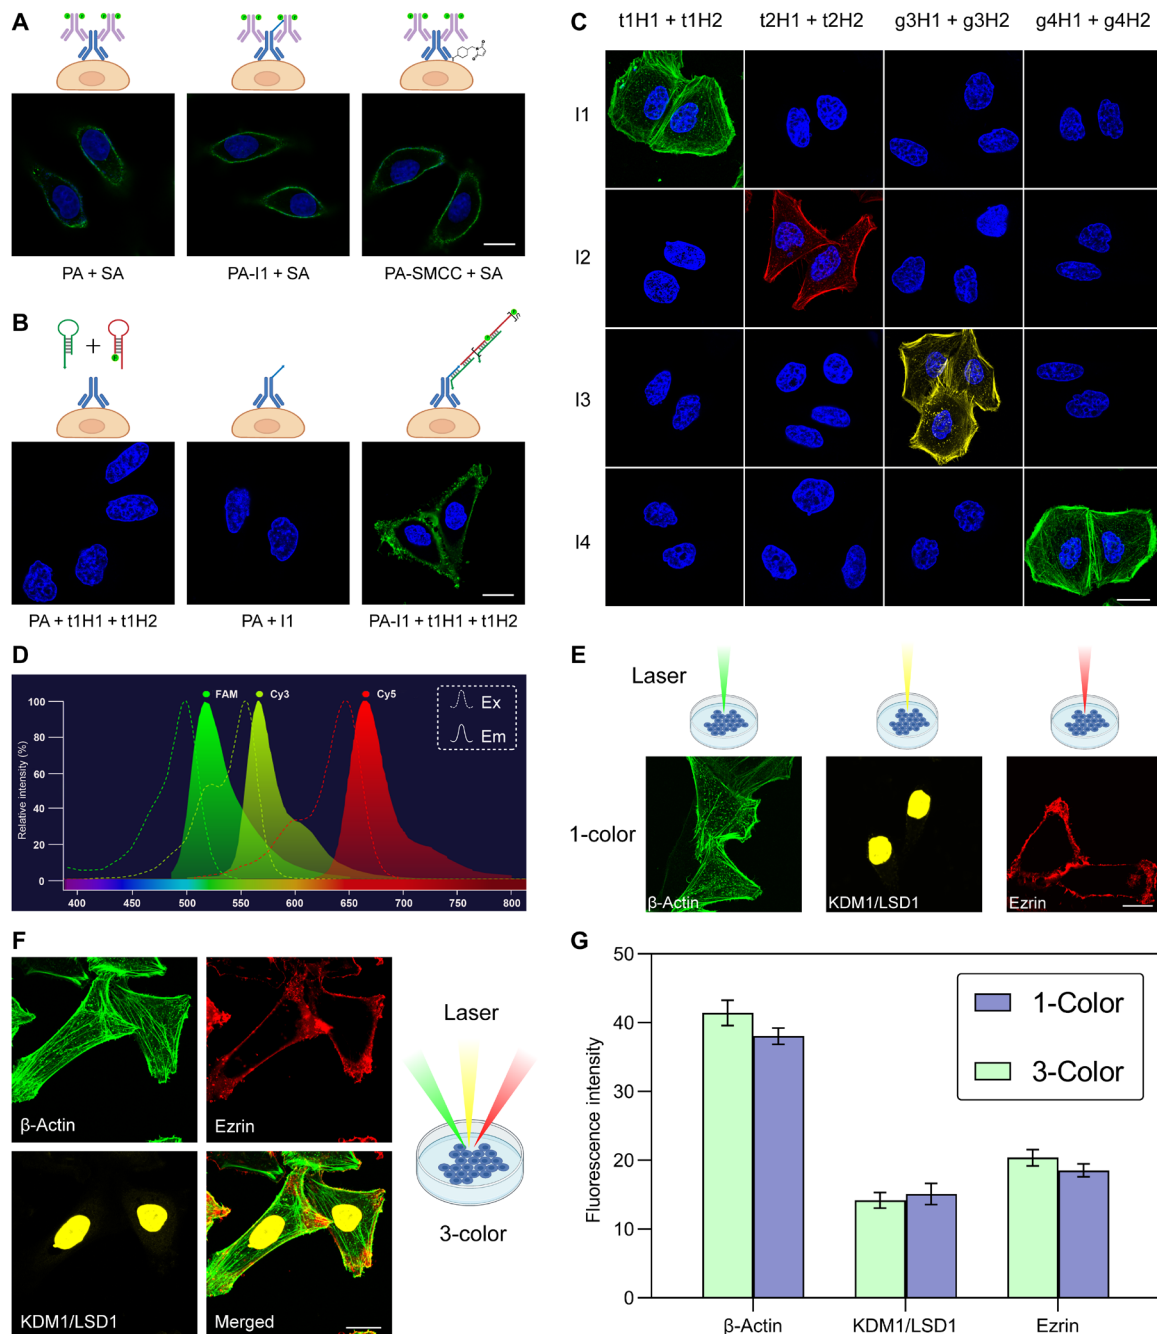 A
PA + SA
PA-I1 + SA
PA-SMCC + SA
B
+
PA + t1H1 + t1H2
PA + I1
PA-I1 + t1H1 + t1H2
C
t1H1 + t1H2
t2H1 + t2H2
g3H1 + g3H2
g4H1 + g4H2
I1
I2
I3
I4
D
FAM
Cy3
Cy5
Ex
Em
Relative intensity (%)
100
80
60
40
20
0
400
450
500
550
600
650
700
750
800
E
Laser
1-color
β-Actin
KDM1/LSD1
Ezrin
F
β-Actin
Ezrin
KDM1/LSD1
Merged
Laser
3-color
G
Fluorescence intensity
50
40
30
20
10
0
1-Color
3-Color
β-Actin
KDM1/LSD1
Ezrin